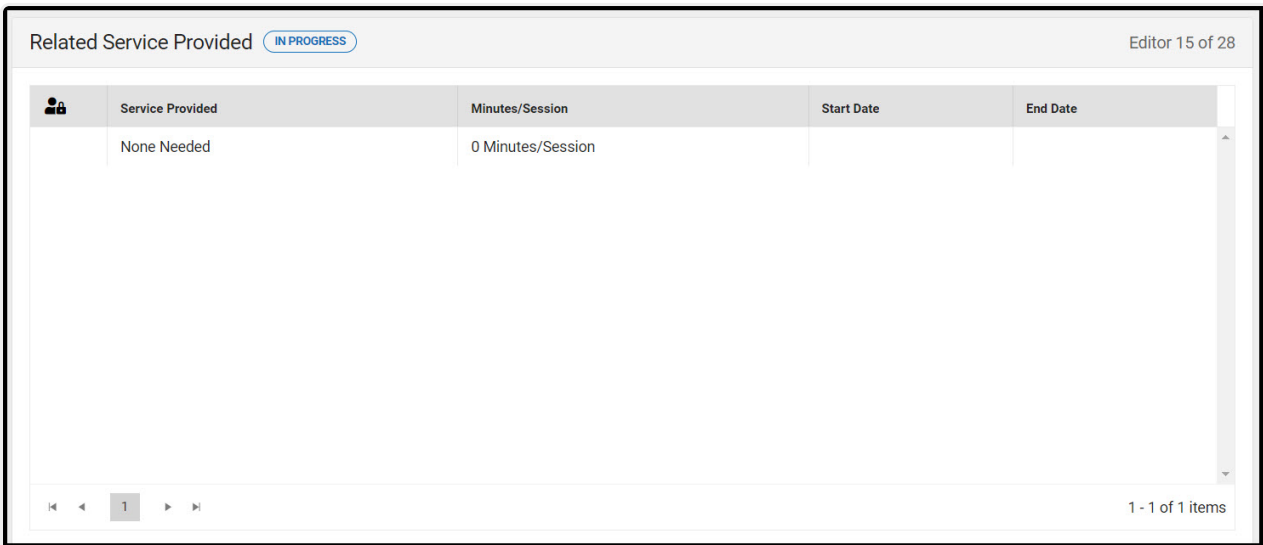 Related Service Provided IN PROGRESS Editor 15 of 28
Service Provided Minutes/Session Start Date End Date
None Needed 0 Minutes/Session
1 1 - 1 of 1 items